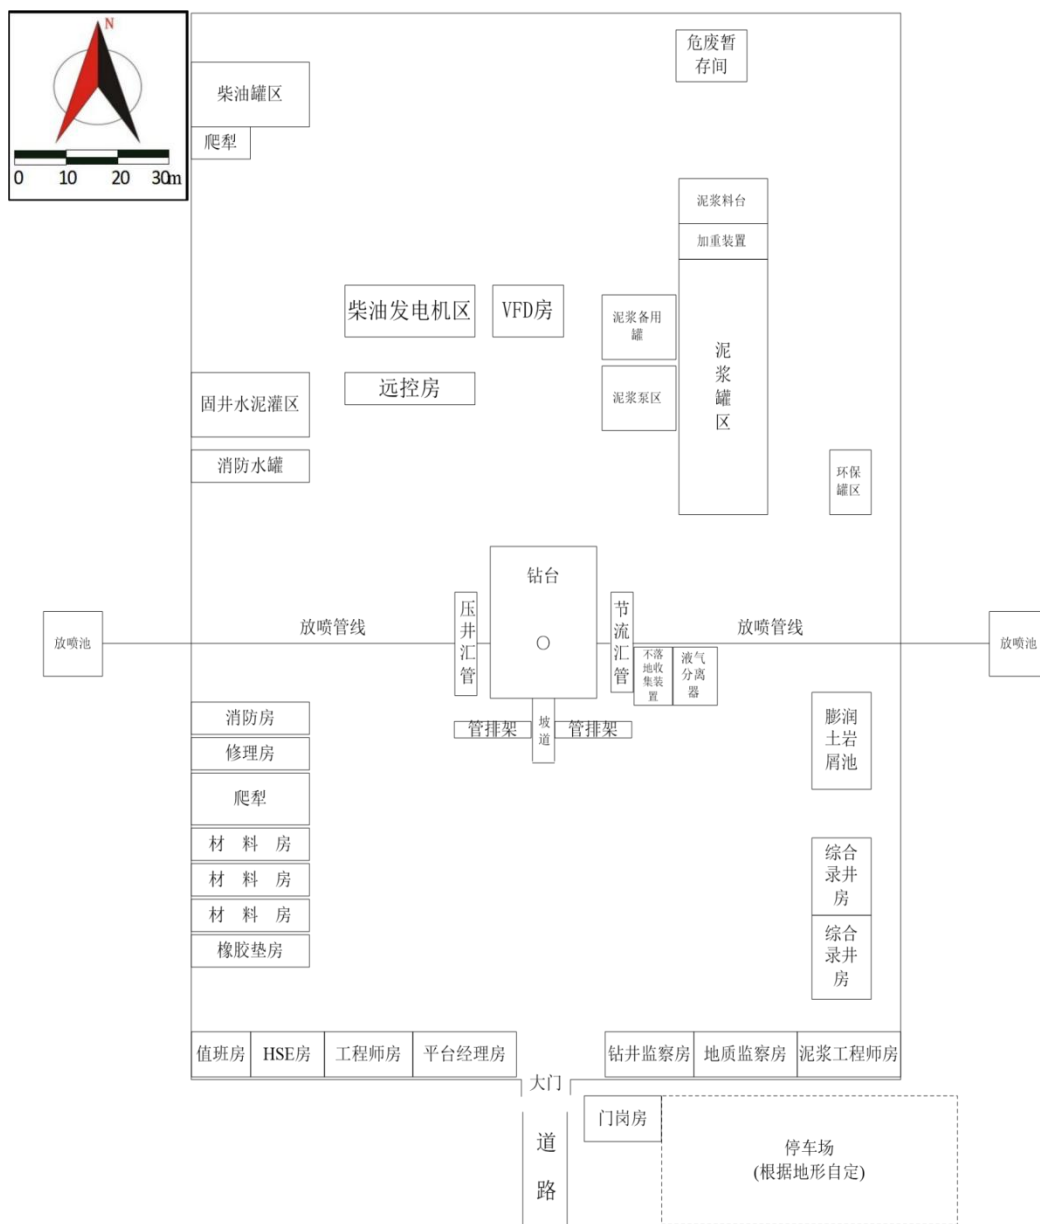 N
0 10 20 30m
危废暂
存间
柴油罐区
爬犁
泥浆料台
加重装置
柴油发电机区
VFD房
泥浆备用
罐
泥
浆
罐
区
远控房
泥浆泵区
固井水泥灌区
消防水罐
环保
罐区
钻台
压
井
汇
管
节
流
汇
管
放喷池
放喷管线
放喷管线
放喷池
不落
地收
集装
置
液气
分离
器
消防房
管排架
坡
道
管排架
膨润
土岩
屑池
修理房
爬犁
材 料 房
材 料 房
材 料 房
橡胶垫房
综合
录井
房
综合
录井
房
值班房
HSE房
工程师房
平台经理房
钻井监察房
地质监察房
泥浆工程师房
大门
门岗房
道
路
停车场
(根据地形自定)